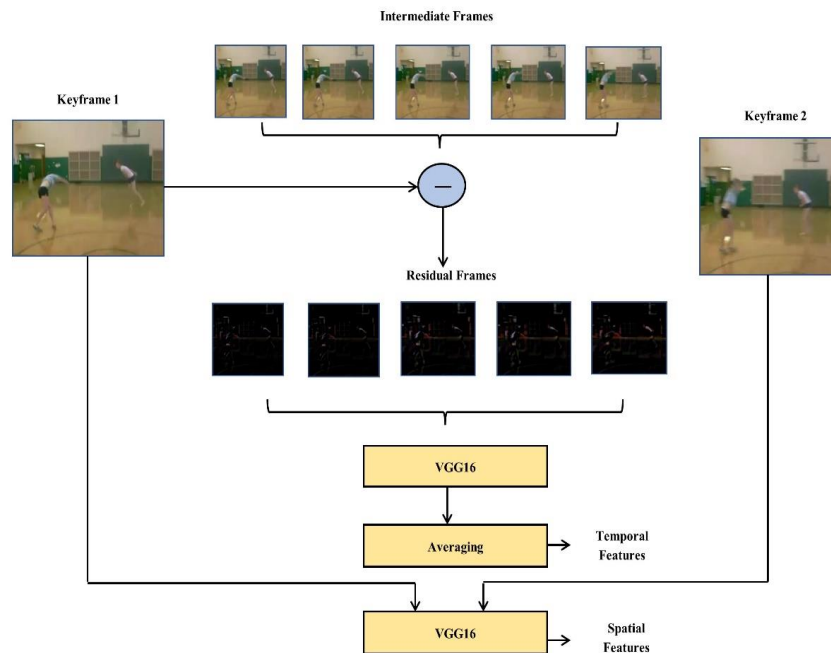 Intermediate Frames
Keyframe 1
Keyframe 2
—
Residual Frames
VGG16
Averaging
Temporal
Features
VGG16
Spatial
Features